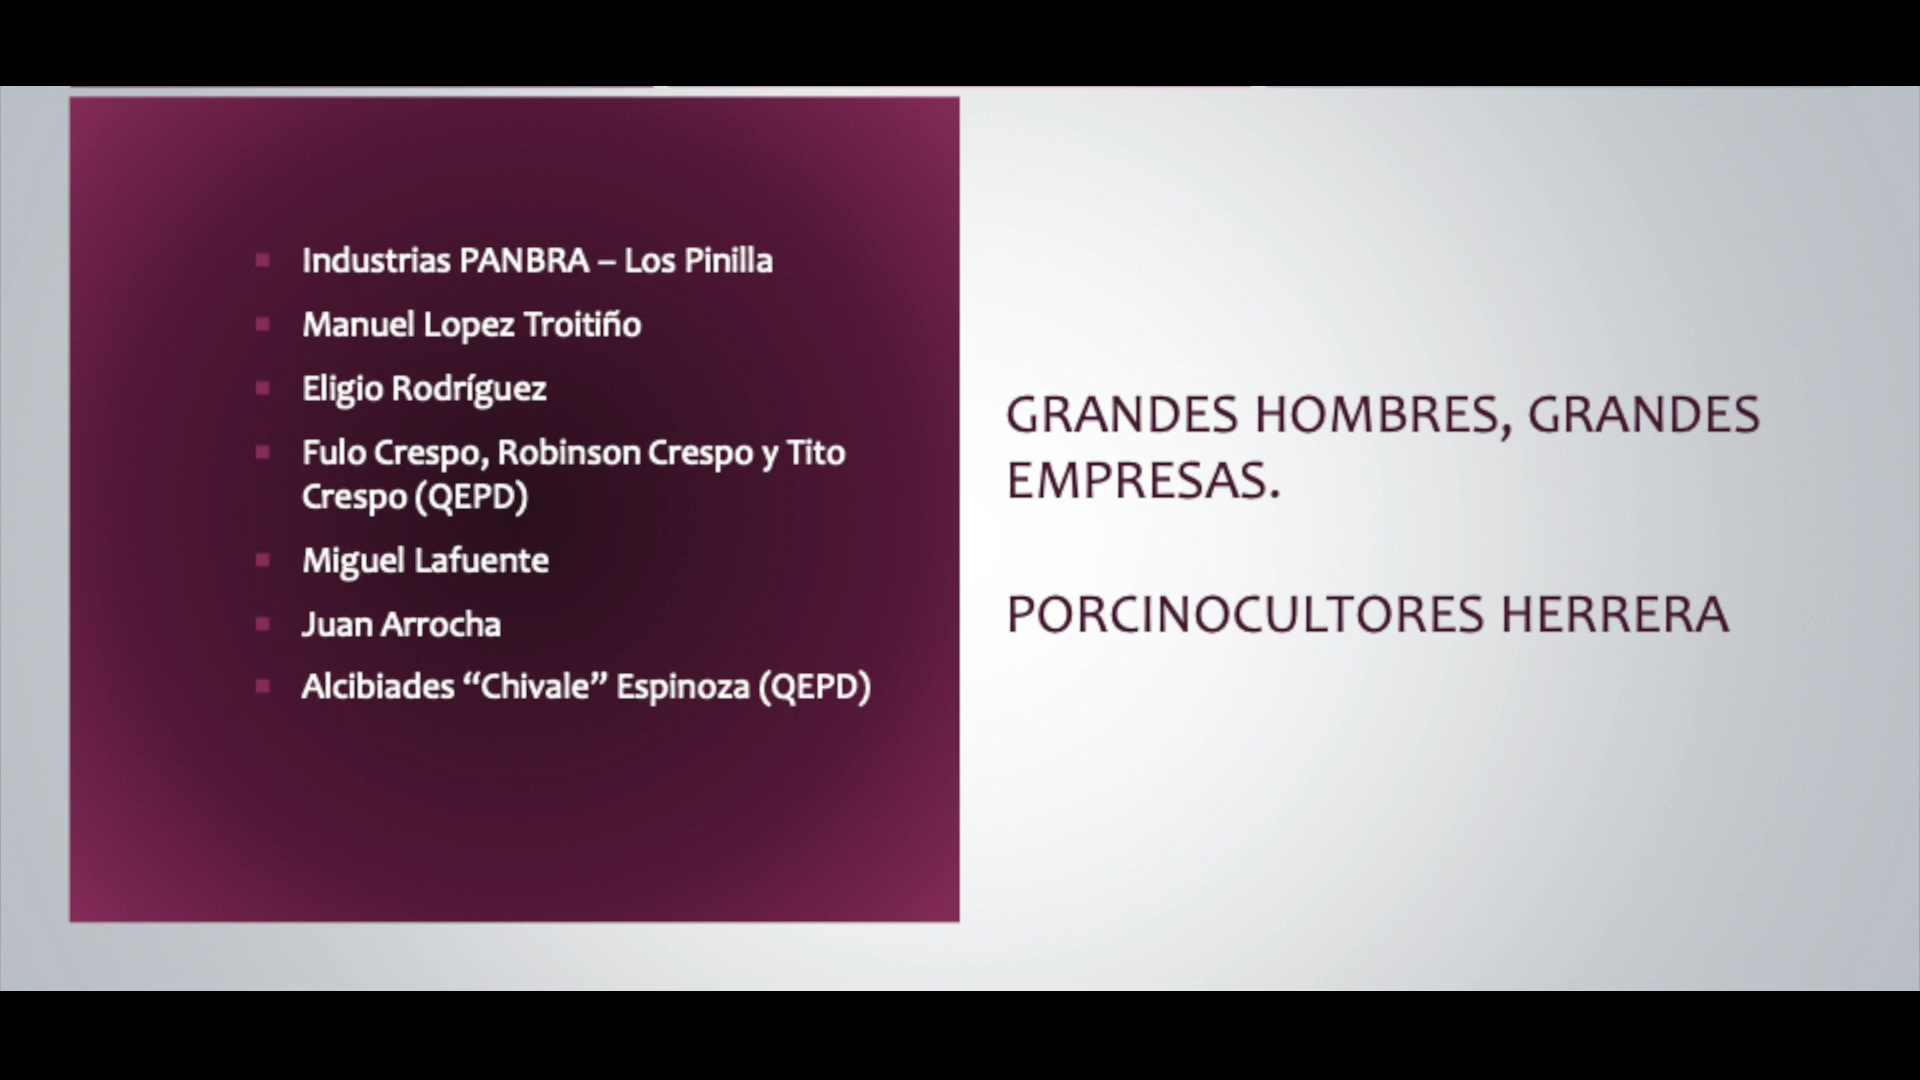 Industrias PANBRA – Los Pinilla
Manuel Lopez Troitiño
Eligio Rodríguez
Fulo Crespo, Robinson Crespo y Tito
Crespo (QEPD)
Miguel Lafuente
Juan Arrocha
Alcibiades “Chivale” Espinoza (QEPD)
GRANDES HOMBRES, GRANDES
EMPRESAS.
PORCINOCULTORES HERRERA